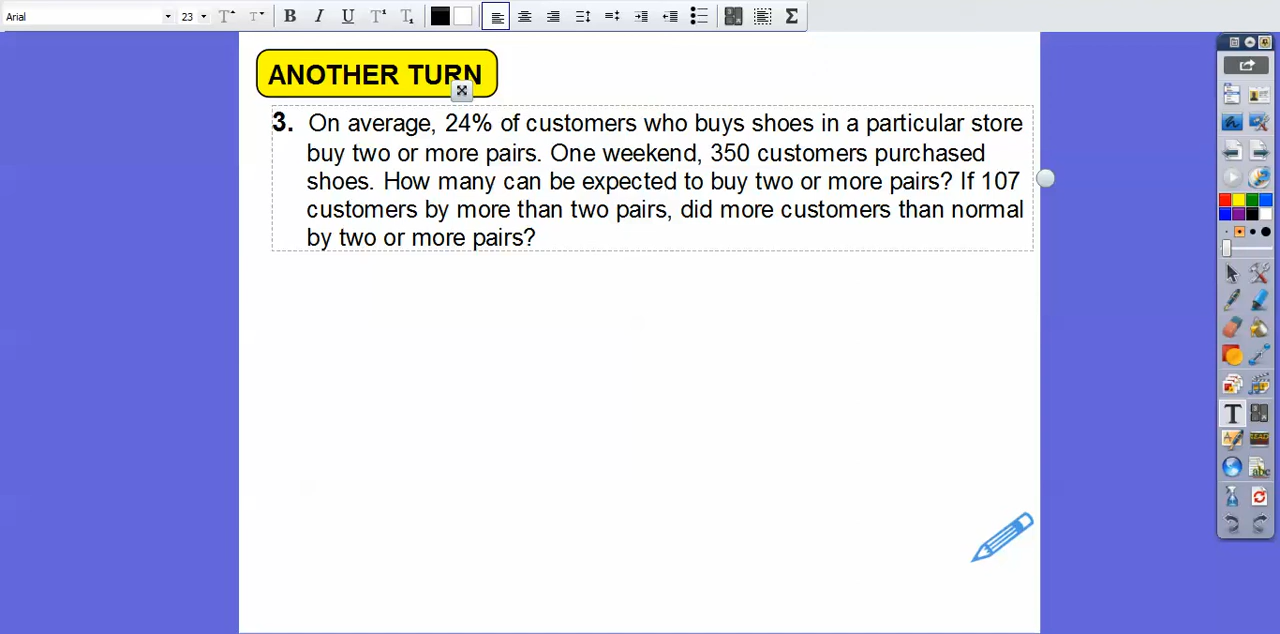 Arial 23 B I U T T Σ
ANOTHER TURN
3. On average, 24% of customers who buys shoes in a particular store
buy two or more pairs. One weekend, 350 customers purchased
shoes. How many can be expected to buy two or more pairs? If 107
customers by more than two pairs, did more customers than normal
by two or more pairs?